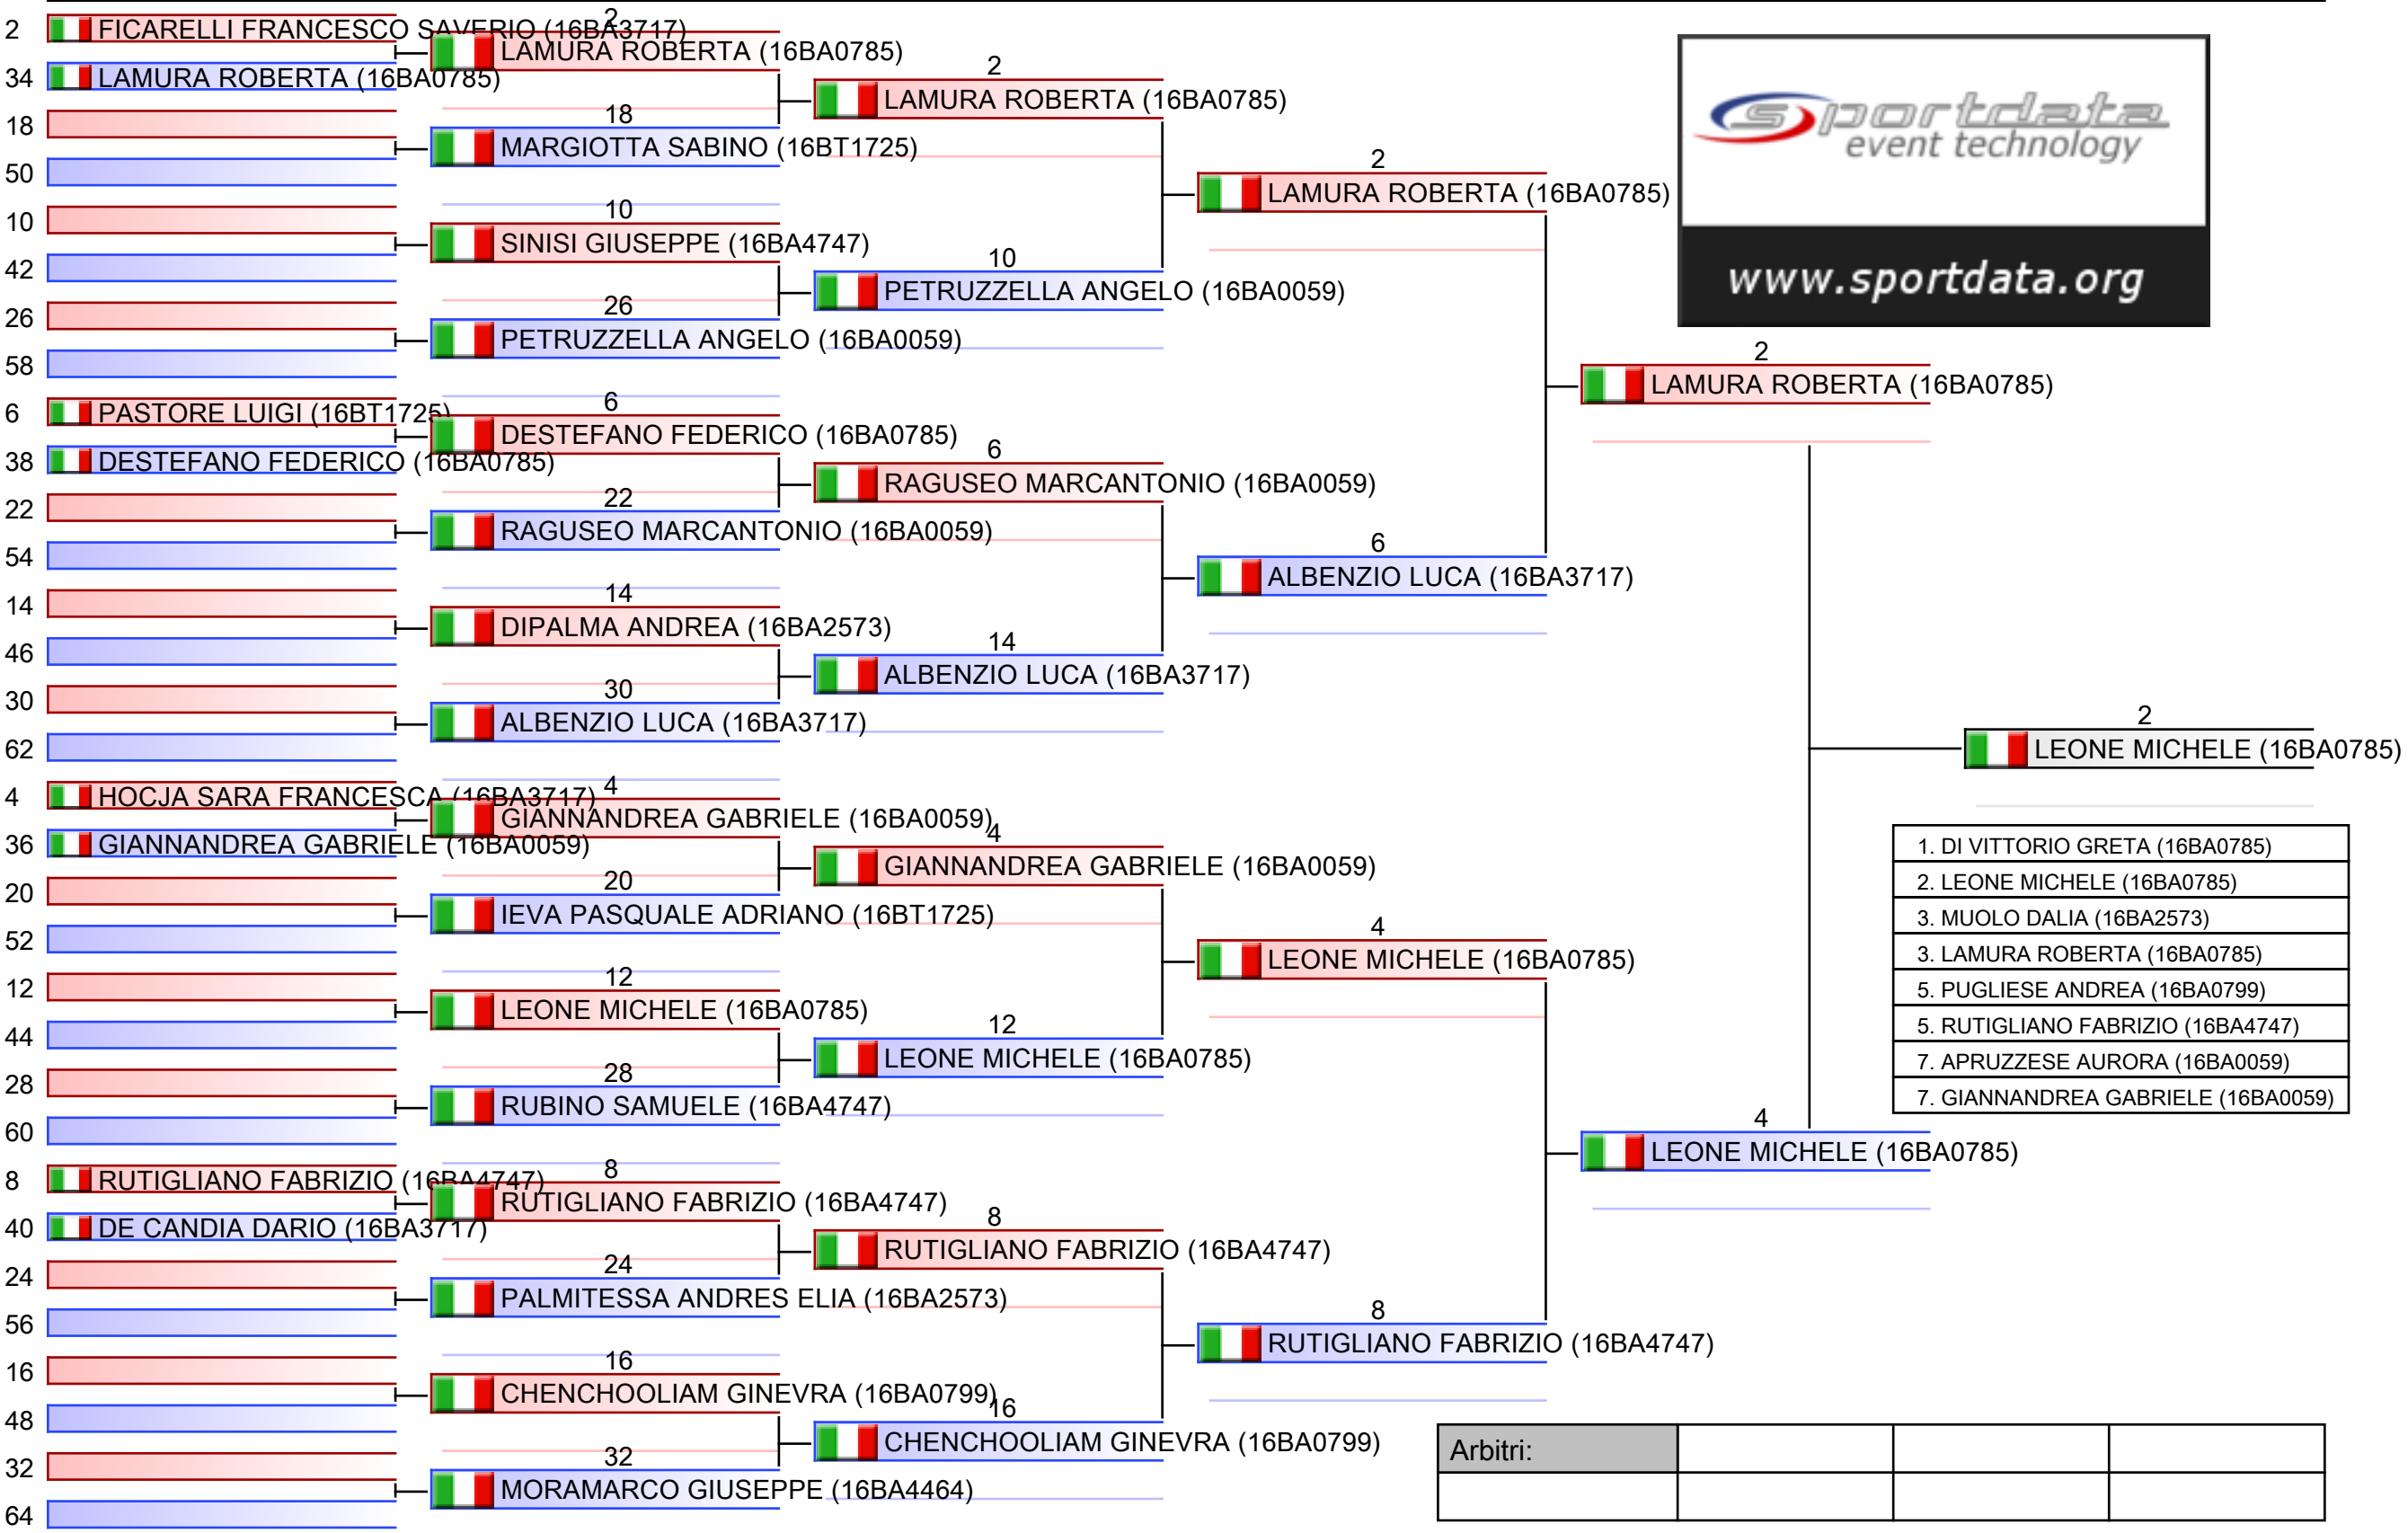 2 FICARELLI FRANCESCO SAVERIO (16BA3717)
34 LAMURA ROBERTA (16BA0785)
18
50
10
42
26
58
6 PASTORE LUIGI (16BT1725)
38 DESTEFANO FEDERICO (16BA0785)
22
54
14
46
30
62
4 HOCJA SARA FRANCESCA (16BA3717)
36 GIANNANDREA GABRIELE (16BA0059)
20
52
12
44
28
60
8 RUTIGLIANO FABRIZIO (16BA4747)
40 DE CANDIA DARIO (16BA3717)
24
56
16
48
32
64
2
LAMURA ROBERTA (16BA0785)
18
MARGIOTTA SABINO (16BT1725)
10
SINISI GIUSEPPE (16BA4747)
26
PETRUZZELLA ANGELO (16BA0059)
6
DESTEFANO FEDERICO (16BA0785)
22
RAGUSEO MARCANTONIO (16BA0059)
14
DIPALMA ANDREA (16BA2573)
30
ALBENZIO LUCA (16BA3717)
4
GIANNANDREA GABRIELE (16BA0059)
20
IEVA PASQUALE ADRIANO (16BT1725)
12
LEONE MICHELE (16BA0785)
28
RUBINO SAMUELE (16BA4747)
8
RUTIGLIANO FABRIZIO (16BA4747)
24
PALMITESSA ANDRES ELIA (16BA2573)
16
CHENCHOOLIAM GINEVRA (16BA0799)
32
MORAMARCO GIUSEPPE (16BA4464)
2
LAMURA ROBERTA (16BA0785)
10
PETRUZZELLA ANGELO (16BA0059)
6
RAGUSEO MARCANTONIO (16BA0059)
14
ALBENZIO LUCA (16BA3717)
4
GIANNANDREA GABRIELE (16BA0059)
12
LEONE MICHELE (16BA0785)
8
RUTIGLIANO FABRIZIO (16BA4747)
16
CHENCHOOLIAM GINEVRA (16BA0799)
2
LAMURA ROBERTA (16BA0785)
6
ALBENZIO LUCA (16BA3717)
4
LEONE MICHELE (16BA0785)
8
RUTIGLIANO FABRIZIO (16BA4747)
sportdata
event technology
www.sportdata.org
2
LAMURA ROBERTA (16BA0785)
4
LEONE MICHELE (16BA0785)
2
LEONE MICHELE (16BA0785)
1. DI VITTORIO GRETA (16BA0785)
2. LEONE MICHELE (16BA0785)
3. MUOLO DALIA (16BA2573)
3. LAMURA ROBERTA (16BA0785)
5. PUGLIESE ANDREA (16BA0799)
5. RUTIGLIANO FABRIZIO (16BA4747)
7. APRUZZESE AURORA (16BA0059)
7. GIANNANDREA GABRIELE (16BA0059)
Arbitri: